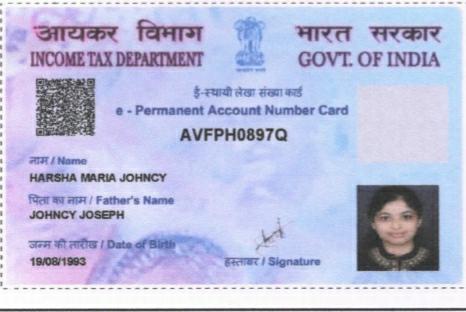 आयकर विभाग
INCOME TAX DEPARTMENT
भारत सरकार
GOVT. OF INDIA
ई-स्थायी लेखा संख्या कार्ड
e - Permanent Account Number Card
AVFPH0897Q
नाम / Name
HARSHA MARIA JOHNCY
पिता का नाम / Father's Name
JOHNCY JOSEPH
जन्म की तारीख / Date of Birth
19/08/1993
हस्ताक्षर / Signature